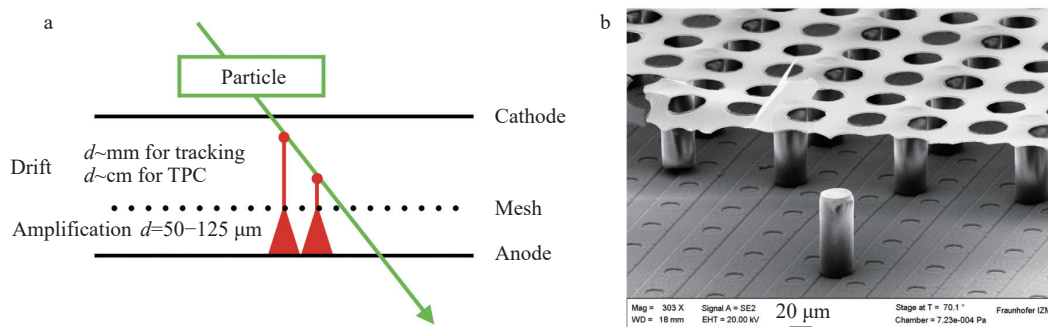 a
Particle
Cathode
Drift
d~mm for tracking
d~cm for TPC
Mesh
Amplification d=50−125 μm
Anode
b
Mag = 303 X
Signal A = SE2
20 μm
Stage at T = 70.1 °
Fraunhofer IZM
WD = 18 mm
EHT = 20.00 kV
Chamber = 7.23e-004 Pa